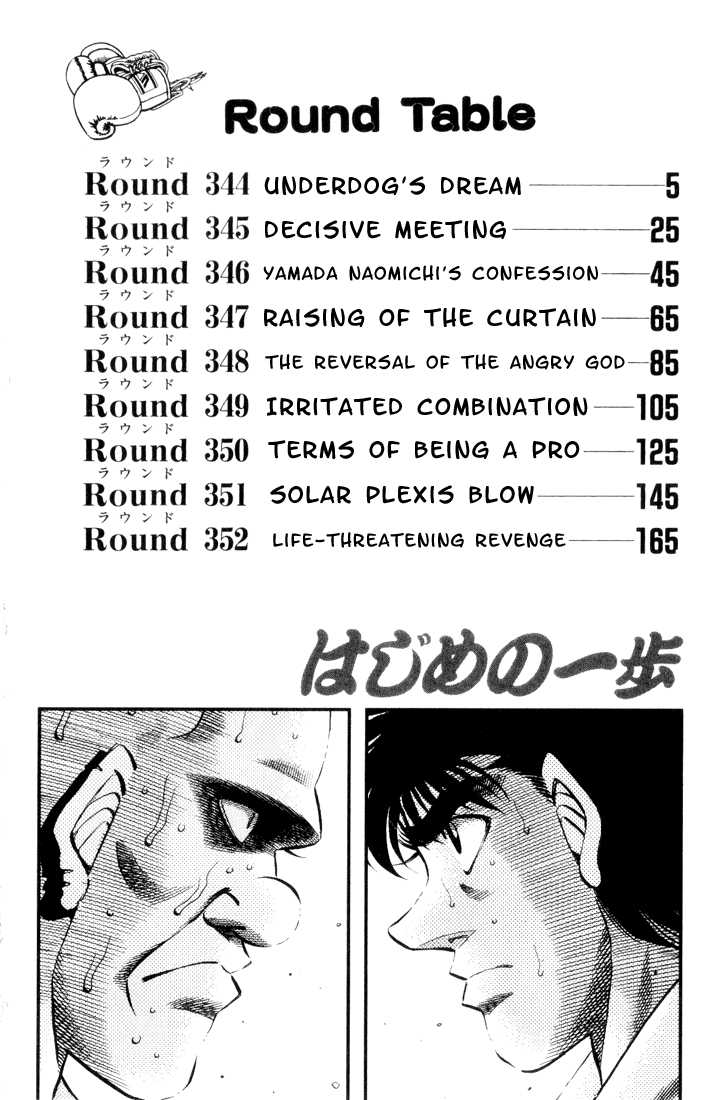 Round Table
ラウンド
Round 344 UNDERDOG'S DREAM 5
ラウンド
Round 345 DECISIVE MEETING 25
ラウンド
Round 346 YAMADA NAOMICHI'S CONFESSION 45
ラウンド
Round 347 RAISING OF THE CURTAIN 65
ラウンド
Round 348 THE REVERSAL OF THE ANGRY GOD 85
ラウンド
Round 349 IRRITATED COMBINATION 105
ラウンド
Round 350 TERMS OF BEING A PRO 125
ラウンド
Round 351 SOLAR PLEXIS BLOW 145
ラウンド
Round 352 LIFE-THREATENING REVENGE 165
はじめの一歩